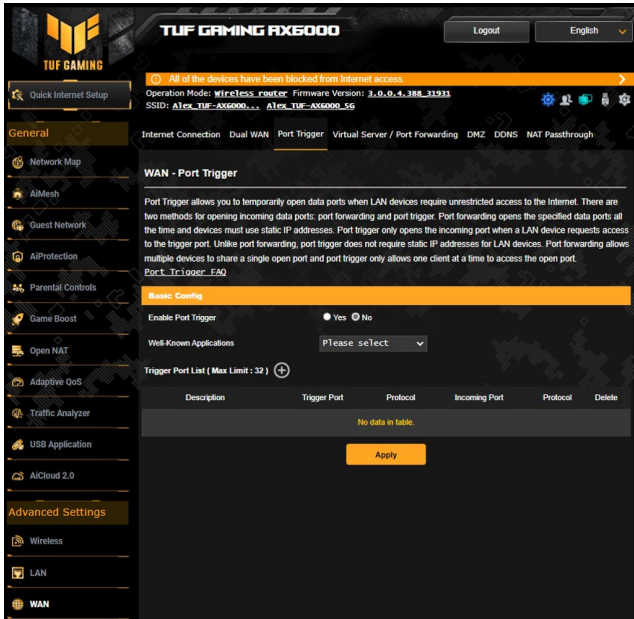 TUF GAMING
TUF GAMING AX6000
Logout
English
Quick Internet Setup
All of the devices have been blocked from Internet access.
Operation Mode: Wireless router Firmware Version: 3.0.0.4.388_31931
SSID: Alex_TUF-AX6000... Alex_TUF-AX6000_5G
General
Internet Connection Dual WAN Port Trigger Virtual Server / Port Forwarding DMZ DDNS NAT Passthrough
Network Map
AiMesh
Guest Network
AiProtection
Parental Controls
Game Boost
Open NAT
Adaptive QoS
Traffic Analyzer
USB Application
AiCloud 2.0
Advanced Settings
Wireless
LAN
WAN
WAN - Port Trigger
Port Trigger allows you to temporarily open data ports when LAN devices require unrestricted access to the Internet. There are
two methods for opening incoming data ports: port forwarding and port trigger. Port forwarding opens the specified data ports all
the time and devices must use static IP addresses. Port trigger only opens the incoming port when a LAN device requests access
to the trigger port. Unlike port forwarding, port trigger does not require static IP addresses for LAN devices. Port forwarding allows
multiple devices to share a single open port and port trigger only allows one client at a time to access the open port.
Port Trigger FAQ
Basic Config
Enable Port Trigger Yes No
Well-Known Applications Please select
Trigger Port List ( Max Limit : 32 )
Description Trigger Port Protocol Incoming Port Protocol Delete
No data in table.
Apply